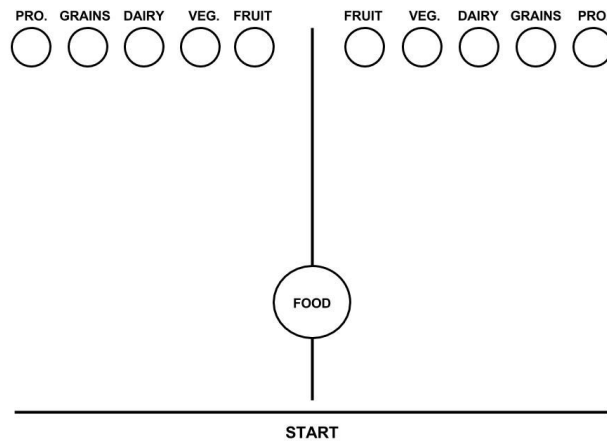 PRO. GRAINS DAIRY VEG. FRUIT FRUIT VEG. DAIRY GRAINS PRO.
FOOD
START